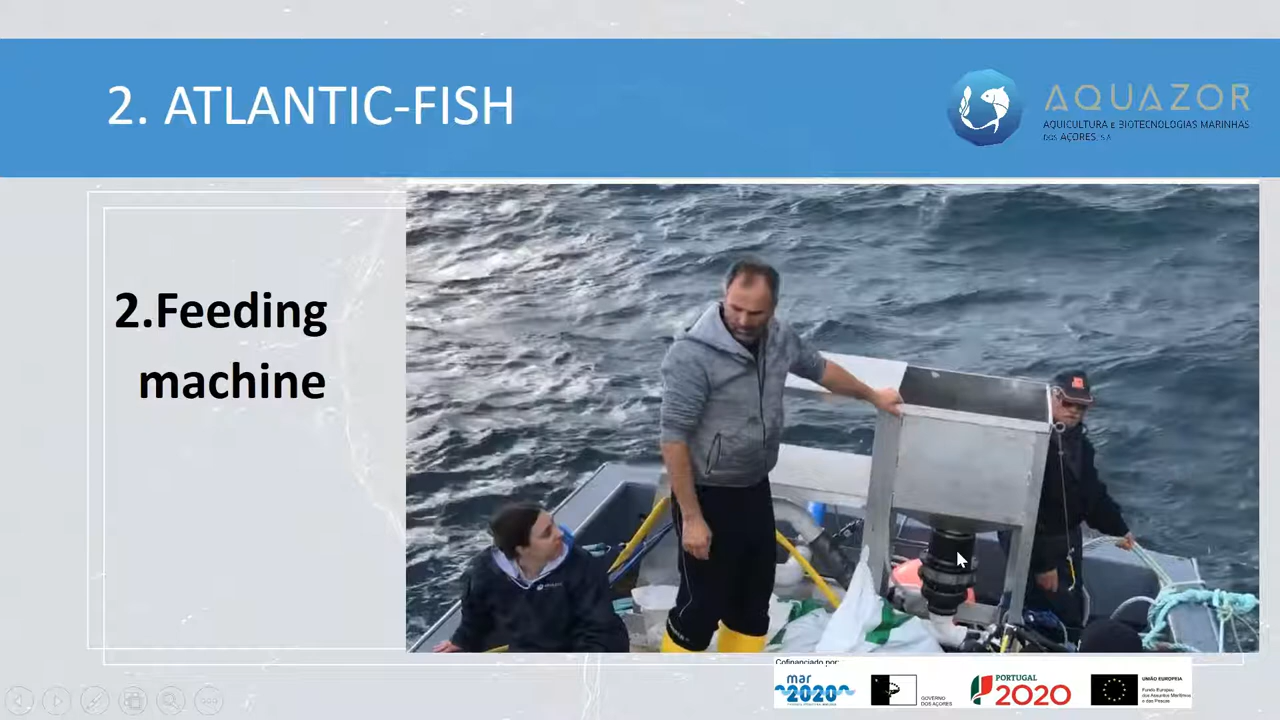 2. ATLANTIC-FISH
AQUAZOR
AQUICULTURA E BIOTECNOLOGIAS MARINHAS
DOS AÇORES, S.A
2.Feeding
machine
Cofinanciado por:
mar
2020
GOVERNO
DOS AÇORES
PORTUGAL
2020
UNIÃO EUROPEIA
Fundo Europeu
dos Assuntos Marítimos
e das Pescas